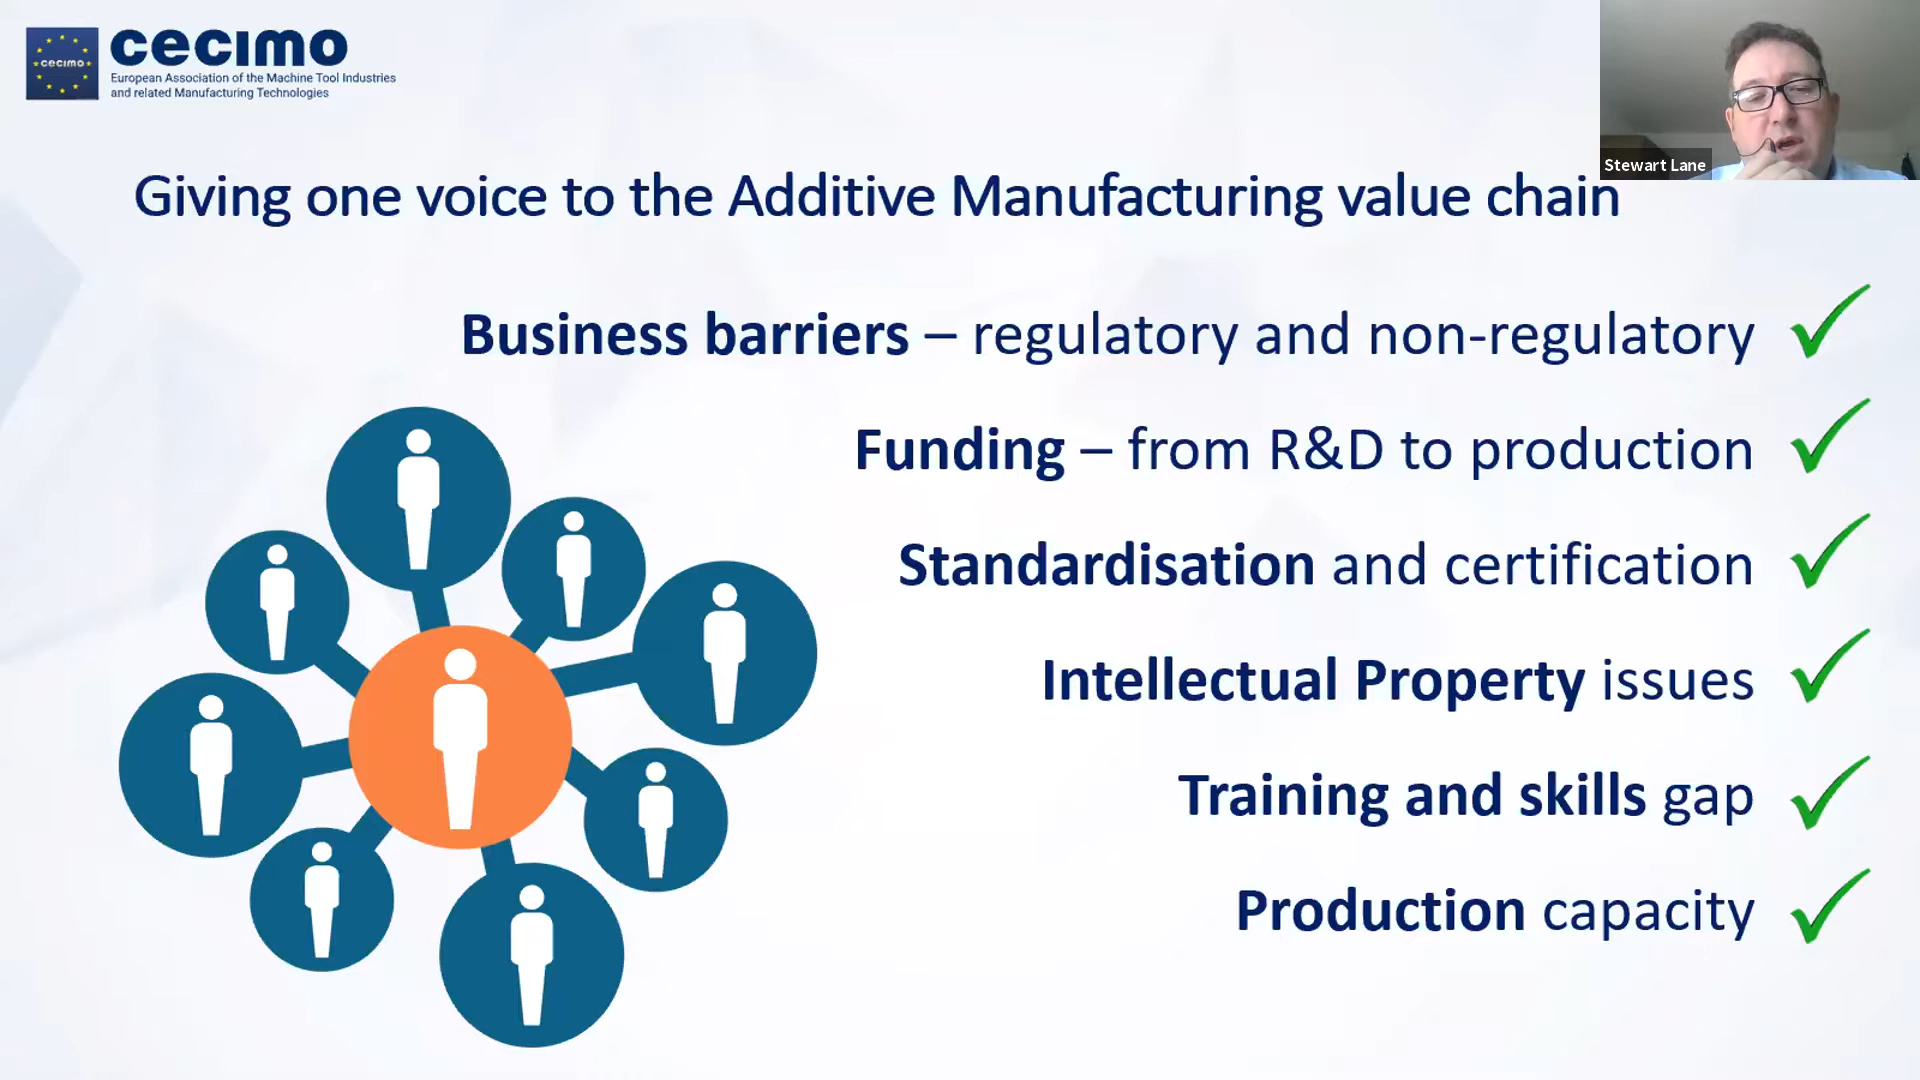 cecimo
cecimo
European Association of the Machine Tool Industries
and related Manufacturing Technologies
Stewart Lane
Giving one voice to the Additive Manufacturing value chain
Business barriers – regulatory and non-regulatory
Funding – from R&D to production
Standardisation and certification
Intellectual Property issues
Training and skills gap
Production capacity